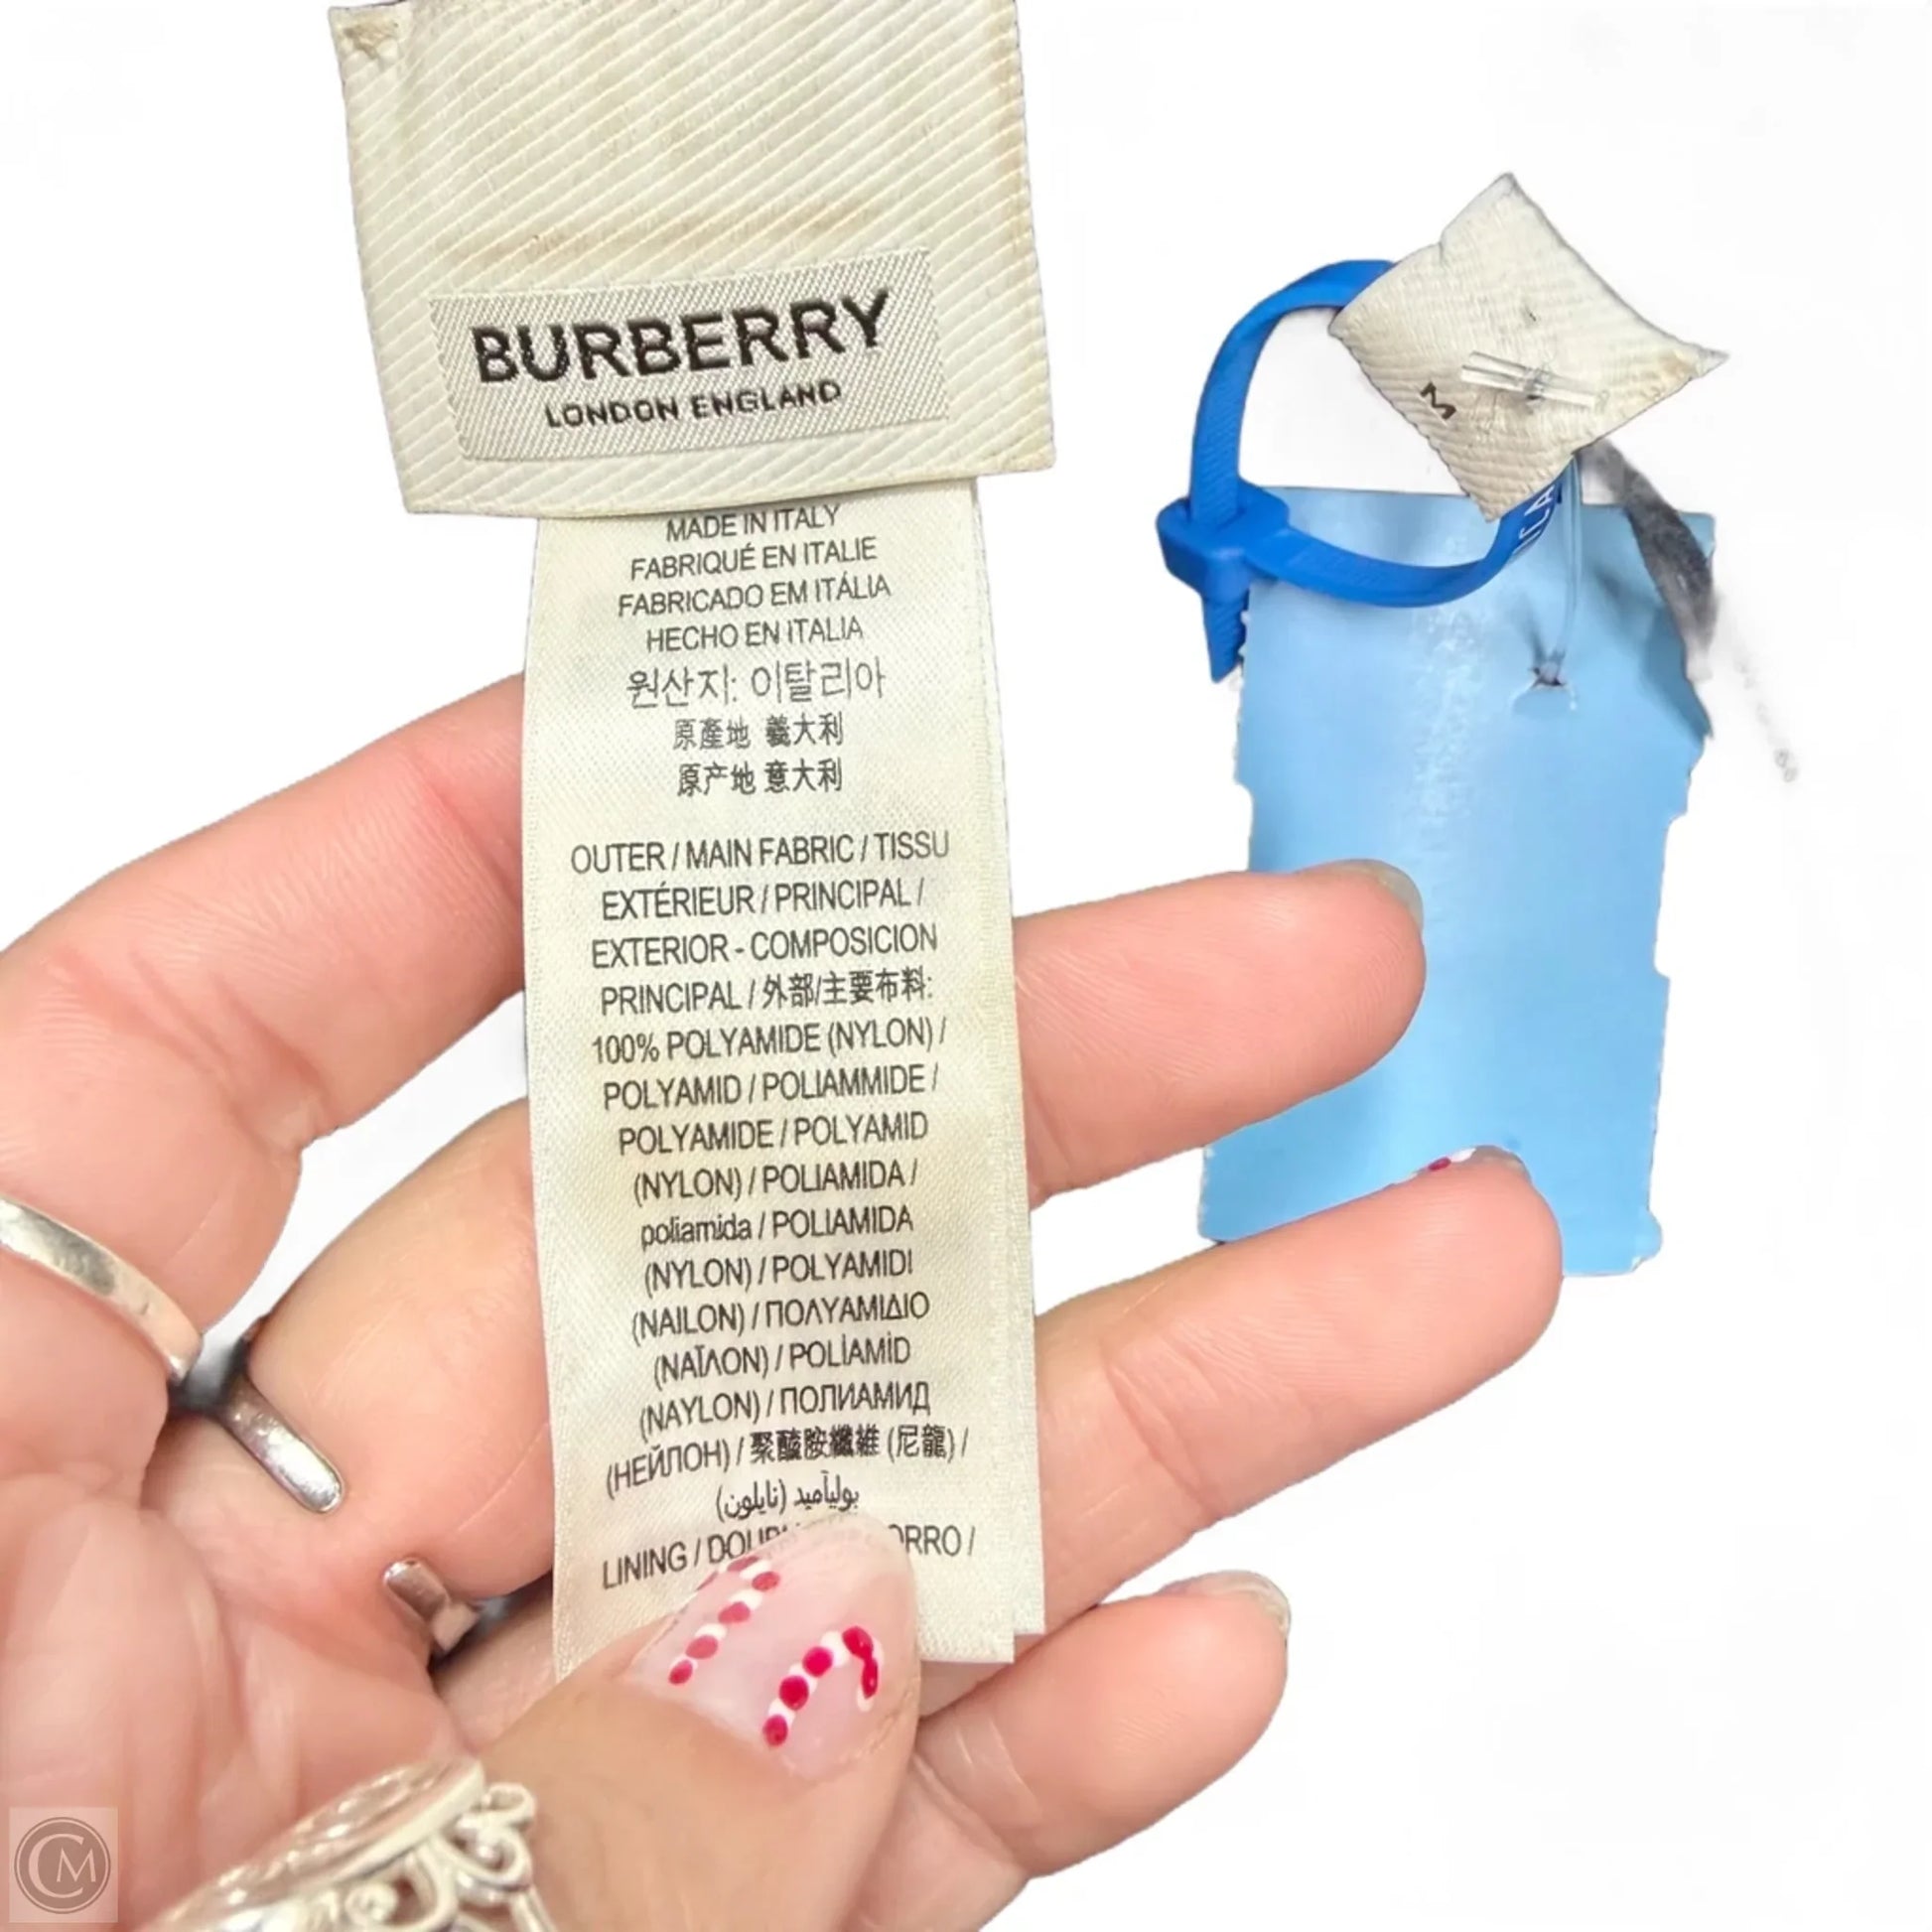 BURBERRY
LONDON ENGLAND
MADE IN ITALY
FABRIQUÉ EN ITALIE
FABRICADO EM ITÁLIA
HECHO EN ITALIA
원산지: 이탈리아
原產地 義大利
原产地 意大利
OUTER / MAIN FABRIC / TISSU
EXTÉRIEUR / PRINCIPAL /
EXTERIOR - COMPOSICION
PRINCIPAL / 外部/主要布料:
100% POLYAMIDE (NYLON) /
POLYAMID / POLIAMMIDE /
POLYAMIDE / POLYAMID
(NYLON) / POLIAMIDA /
poliamida / POLIAMIDA
(NYLON) / POLYAMIDI
(NAILON) / ΠΟΛΥΑΜΙΔΙΟ
(ΝΑΪΛΟΝ) / POLİAMİD
(NAYLON) / ПОЛИАМИД
(НЕЙЛОН) / 聚醯胺纖維 (尼龍) /
بوليآميد (نايلون)
LINING /
M
CM